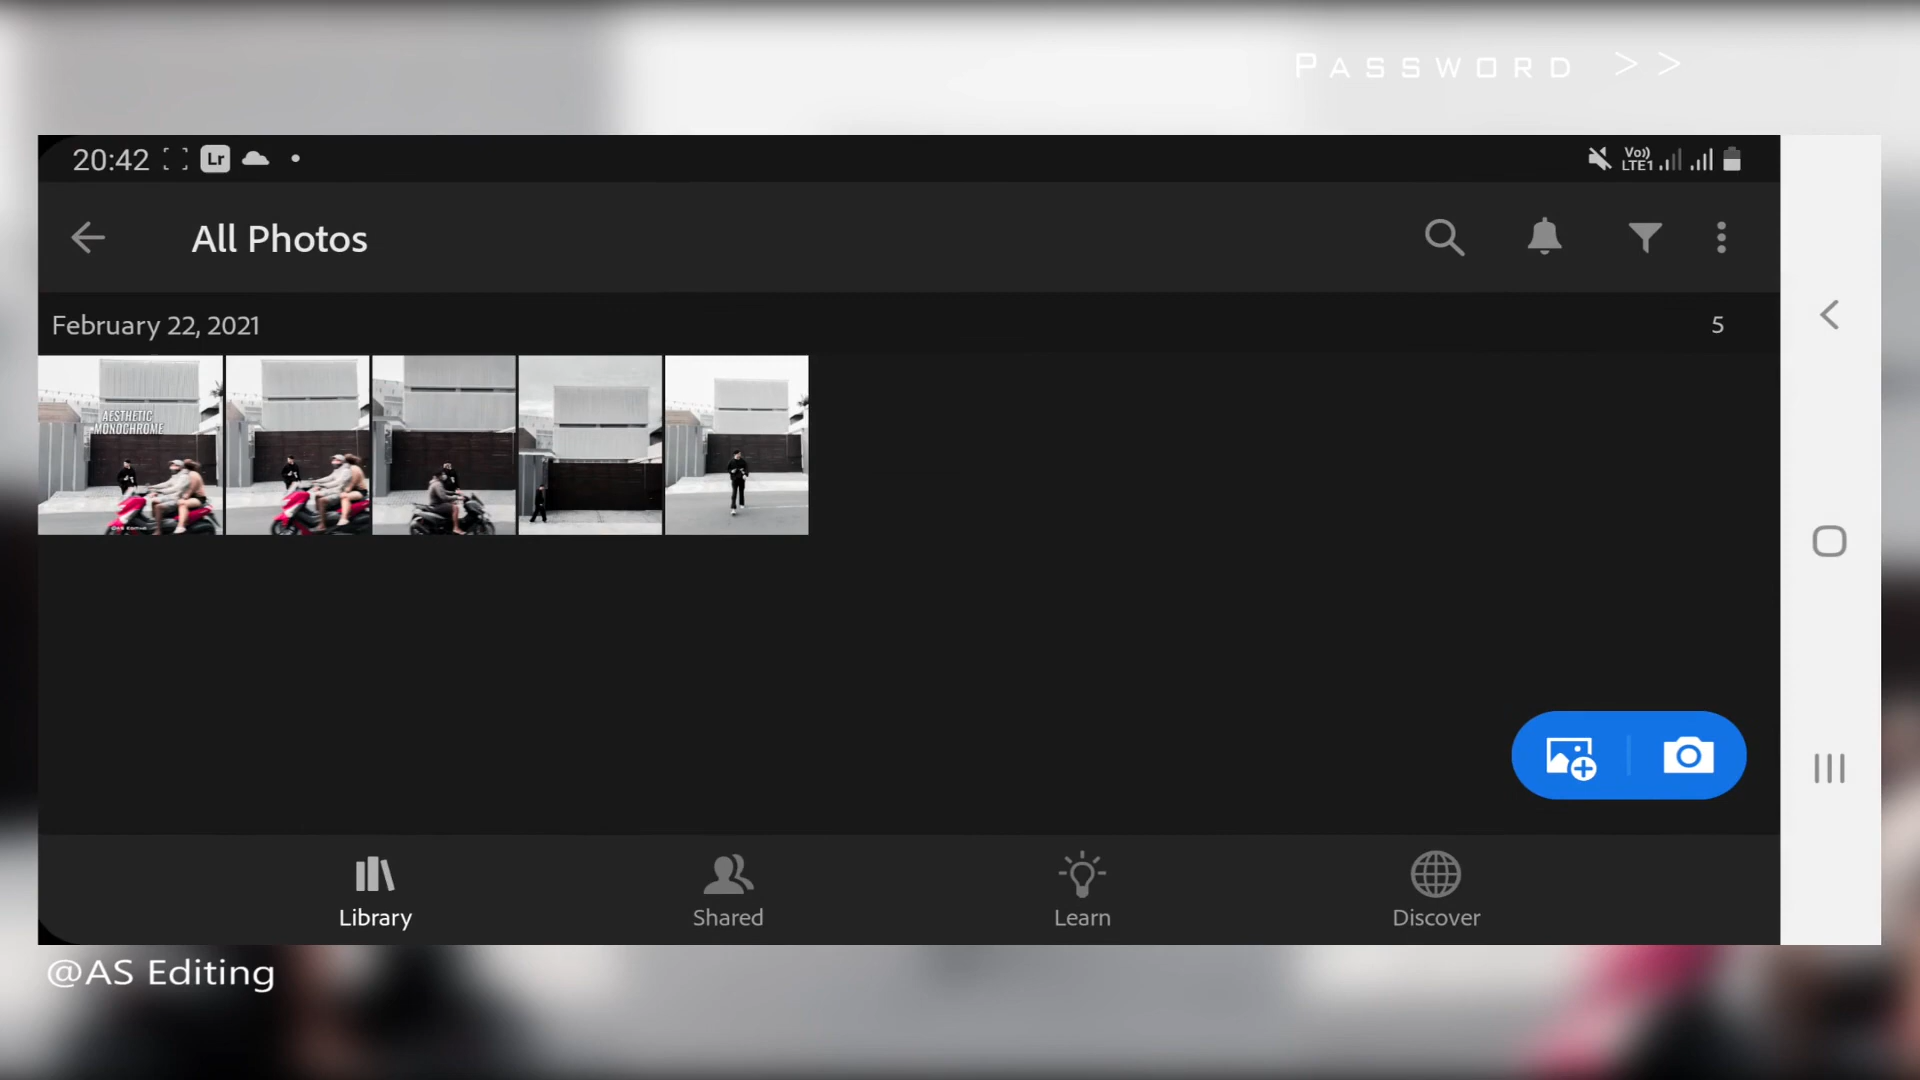 PASSWORD >>
20:42 Lr Vo)) LTE1
All Photos
February 22, 2021 5
AESTHETIC
MONOCHROME
Library Shared Learn Discover
@AS Editing